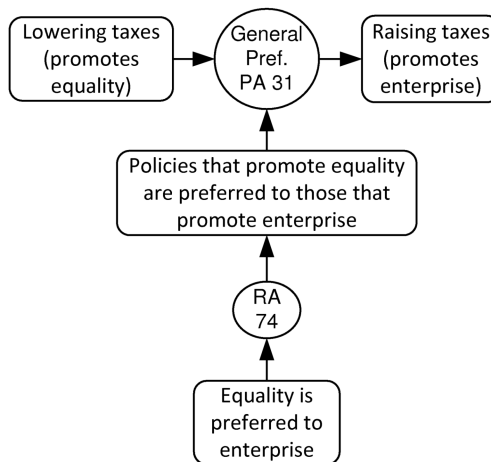 Lowering taxes
(promotes
equality)
General
Pref.
PA 31
Raising taxes
(promotes
enterprise)
Policies that promote equality
are preferred to those that
promote enterprise
RA
74
Equality is
preferred to
enterprise